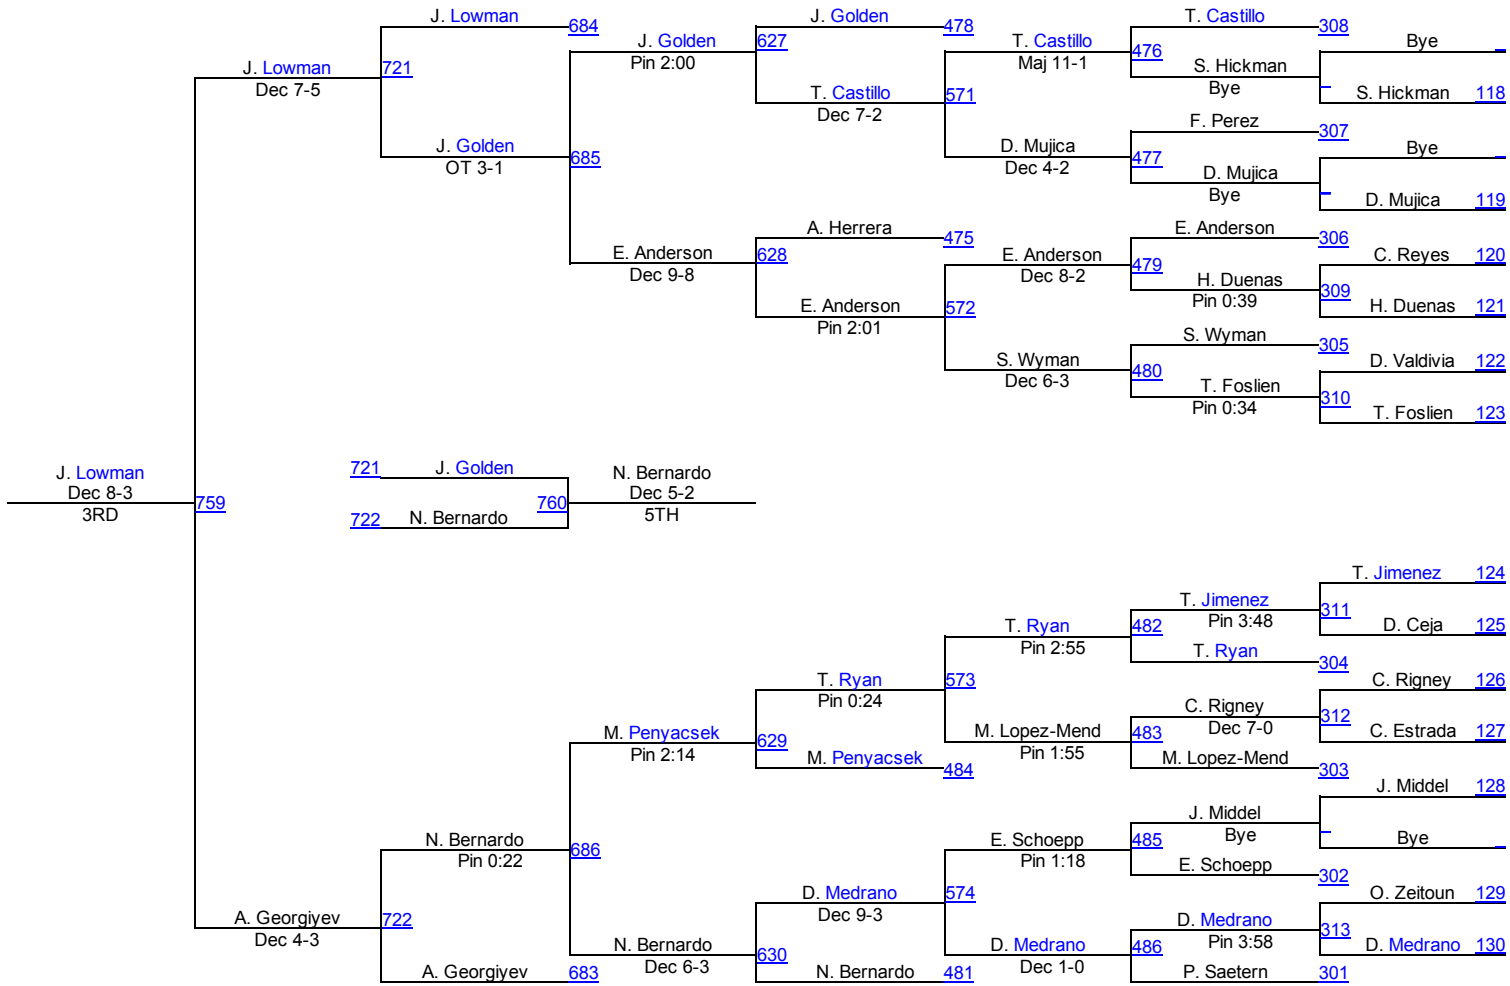 J. Lowman 684 J. Golden 478 T. Castillo 308
J. Golden 627 T. Castillo Bye
Pin 2:00 Maj 11-1 476
J. Lowman 721 S. Hickman
Dec 7-5 Bye
T. Castillo 571 S. Hickman 118
Dec 7-2
F. Perez 307
J. Golden D. Mujica Bye
OT 3-1 685 Dec 4-2 477
D. Mujica
Bye D. Mujica 119
A. Herrera 475 E. Anderson 306
E. Anderson 628 E. Anderson 479 C. Reyes 120
Dec 9-8 Dec 8-2
H. Duenas 309
Pin 0:39
E. Anderson 572 H. Duenas 121
Pin 2:01
S. Wyman 305
S. Wyman 480 D. Valdivia 122
Dec 6-3
T. Foslien 310
Pin 0:34 T. Foslien 123
J. Lowman 721 J. Golden N. Bernardo
Dec 8-3 759 760 Dec 5-2
3RD 722 N. Bernardo 5TH
T. Jimenez 124
T. Jimenez 311
Pin 3:48
T. Ryan 482 D. Ceja 125
Pin 2:55
T. Ryan 304
T. Ryan 573 C. Rigney 126
Pin 0:24
C. Rigney 312
Dec 7-0
M. Penyacsek 629 M. Lopez-Mend 483 C. Estrada 127
Pin 2:14 Pin 1:55
M. Penyacsek 484 M. Lopez-Mend 303
J. Middel 128
J. Middel
Bye
N. Bernardo 686 E. Schoepp 485 Bye
Pin 0:22 Pin 1:18
E. Schoepp 302
D. Medrano 574 O. Zeitoun 129
Dec 9-3
A. Georgiyev 722 D. Medrano 313
Dec 4-3 Pin 3:58
N. Bernardo 630 D. Medrano 486 D. Medrano 130
Dec 6-3 Dec 1-0
A. Georgiyev 683 N. Bernardo 481 P. Saetern 301